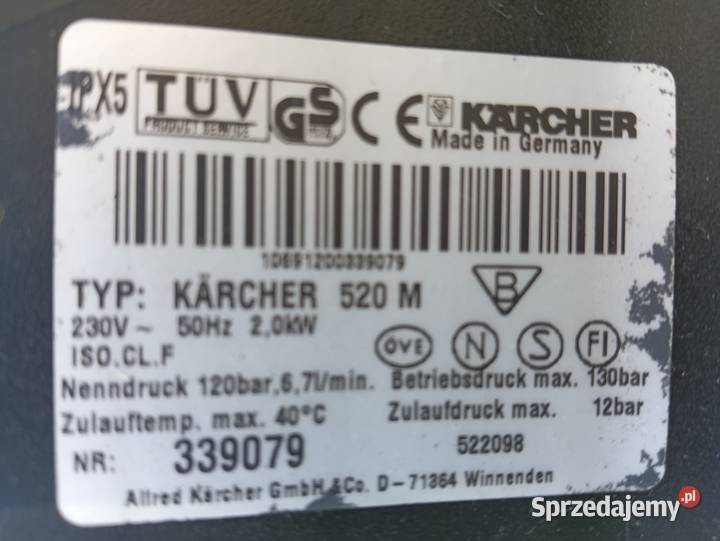 IPX5 TÜV PRODUCT SERVICE GS CE KÄRCHER
Made in Germany
10691200339079
TYP: KÄRCHER 520 M
B
230V ~ 50Hz 2,0kW
ISO.CL.F
ÖVE N S FI
Nenndruck 120bar,6,7l/min. Betriebsdruck max. 130bar
Zulauftemp. max. 40°C Zulaufdruck max. 12bar
NR: 339079 522098
Alfred Kärcher GmbH & Co. D-71364 Winnenden
Sprzedajemy.pl